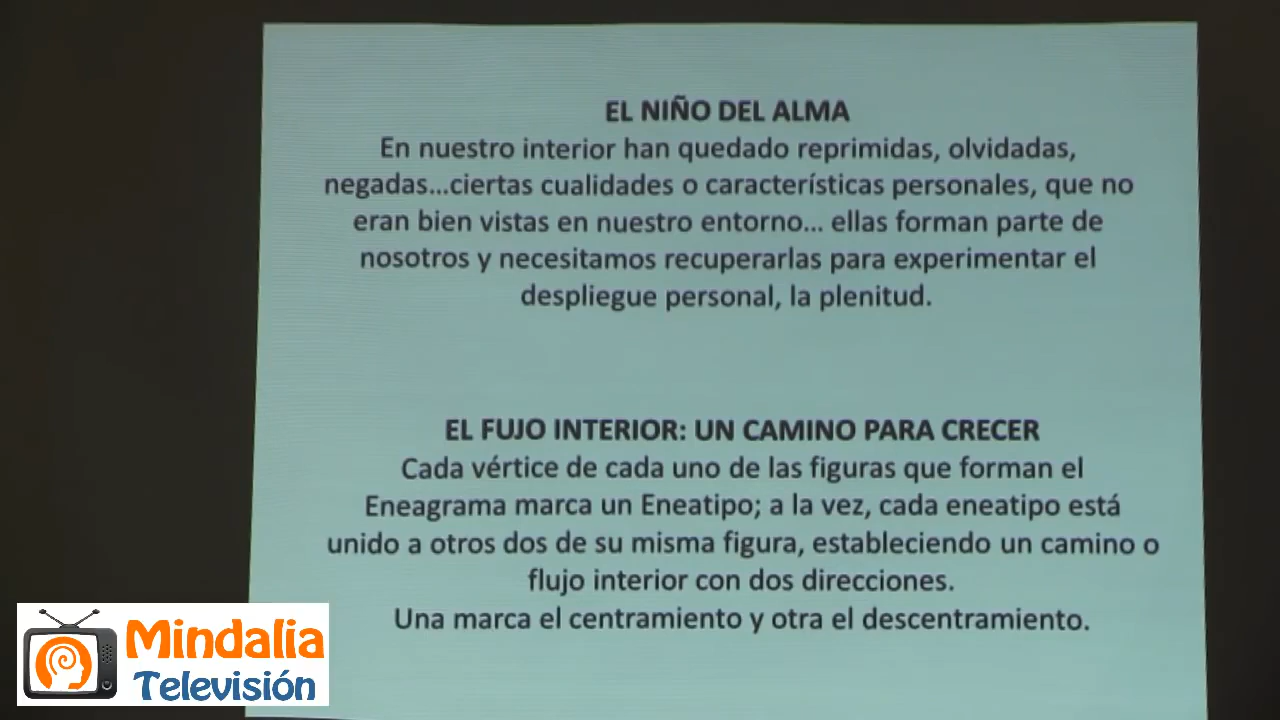 EL NIÑO DEL ALMA
En nuestro interior han quedado reprimidas, olvidadas,
negadas...ciertas cualidades o características personales, que no
eran bien vistas en nuestro entorno... ellas forman parte de
nosotros y necesitamos recuperarlas para experimentar el
despliegue personal, la plenitud.
EL FUJO INTERIOR: UN CAMINO PARA CRECER
Cada vértice de cada uno de las figuras que forman el
Eneagrama marca un Eneatipo; a la vez, cada eneatipo está
unido a otros dos de su misma figura, estableciendo un camino o
flujo interior con dos direcciones.
Una marca el centramiento y otra el descentramiento.
Mindalia
Televisión